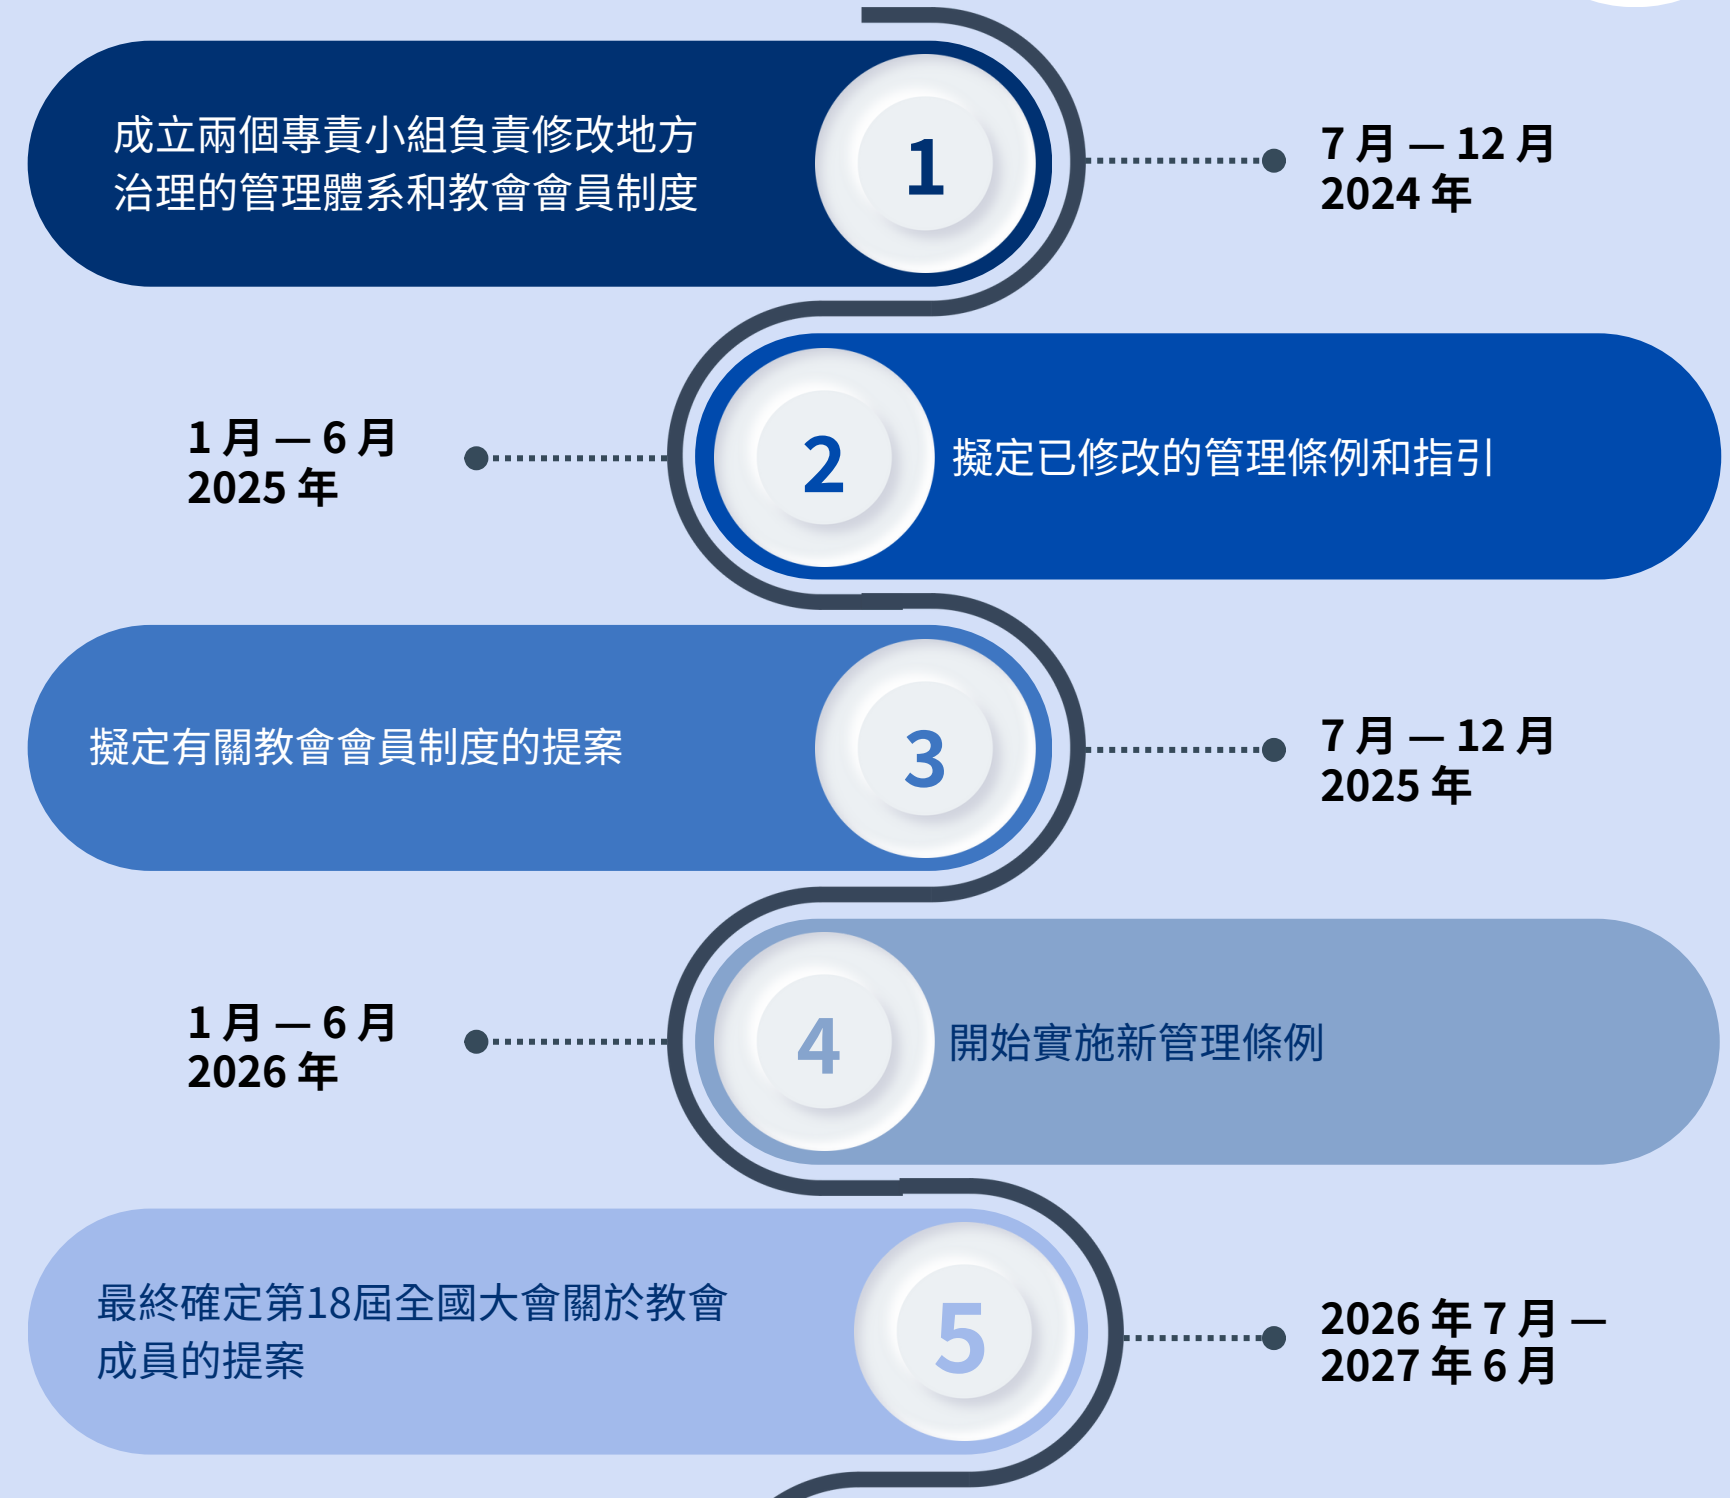 成立兩個專責小組負責修改地方
治理的管理體系和教會會員制度
1
7 月 — 12 月
2024 年
1 月 — 6 月
2025 年
2
擬定已修改的管理條例和指引
擬定有關教會會員制度的提案
3
7 月 — 12 月
2025 年
1 月 — 6 月
2026 年
4
開始實施新管理條例
最終確定第18屆全國大會關於教會
成員的提案
5
2026 年 7 月 —
2027 年 6 月